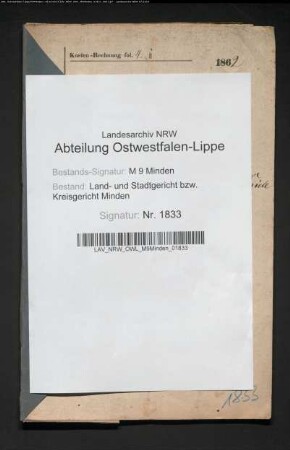 Kosten-Rechnung fol. 9.
1862
Landesarchiv NRW
Abteilung Ostwestfalen-Lippe
Bestands-Signatur: M 9 Minden
Bestand: Land- und Stadtgericht bzw.
Kreisgericht Minden
Signatur: Nr. 1833
LAV_NRW_OWL_M9Minden_01833
1833